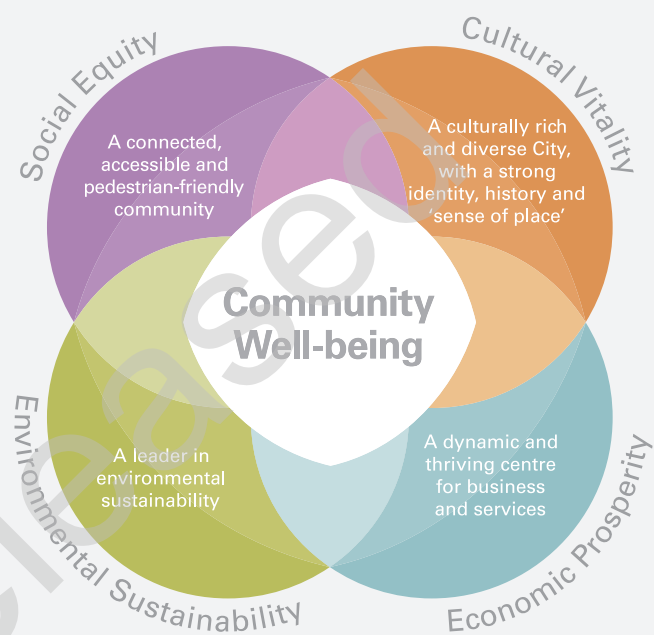 Social Equity
Cultural Vitality
A connected,
accessible and
pedestrian-friendly
community
A culturally rich
and diverse City,
with a strong
identity, history and
‘sense of place’
Community
Well-being
A leader in
environmental
sustainability
A dynamic and
thriving centre
for business
and services
Environmental Sustainability
Economic Prosperity
eleased